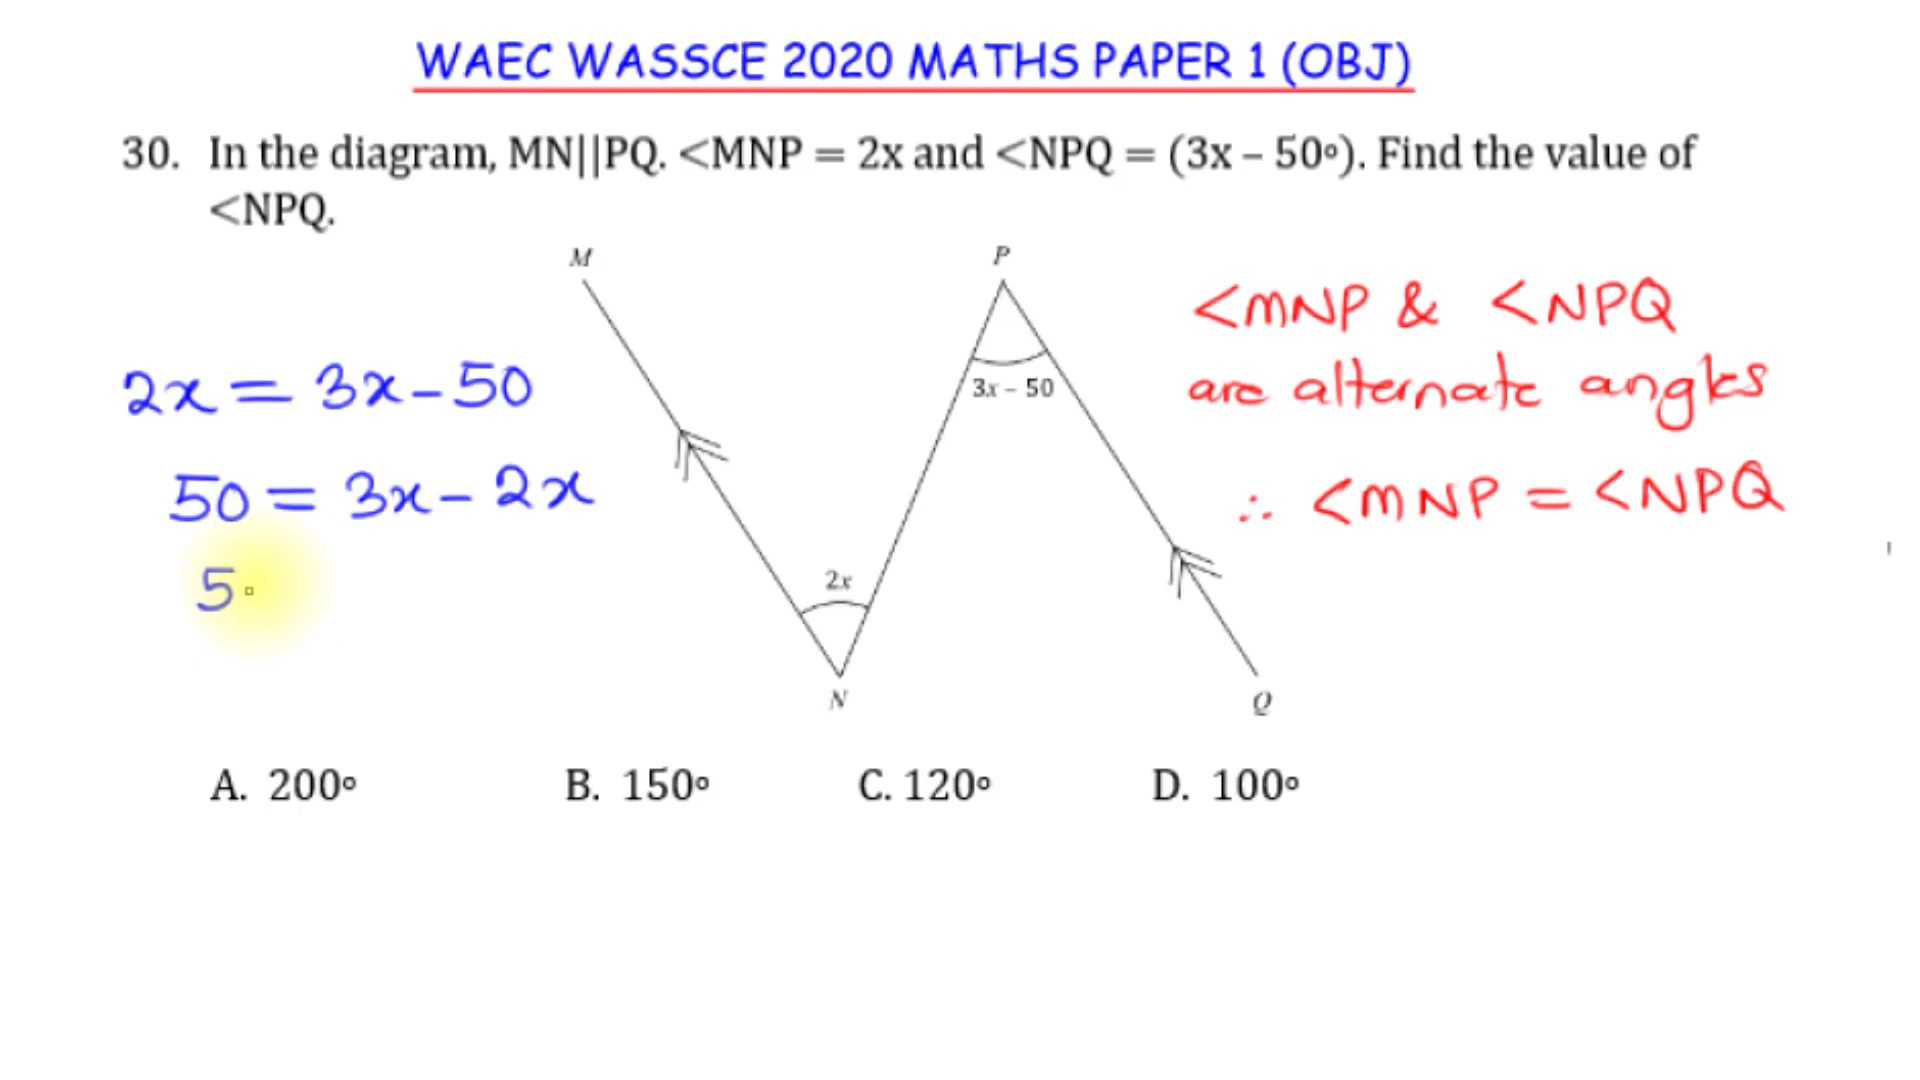 WAEC WASSCE 2020 MATHS PAPER 1 (OBJ)
30. In the diagram, MN||PQ. <MNP = 2x and <NPQ = (3x – 50°). Find the value of
<NPQ.
M
P
<MNP & <NPQ
2x = 3x - 50
3x – 50
are alternate angles
50 = 3x - 2x
∴ <MNP = <NPQ
2x
5
N
Q
A. 200° B. 150° C. 120° D. 100°